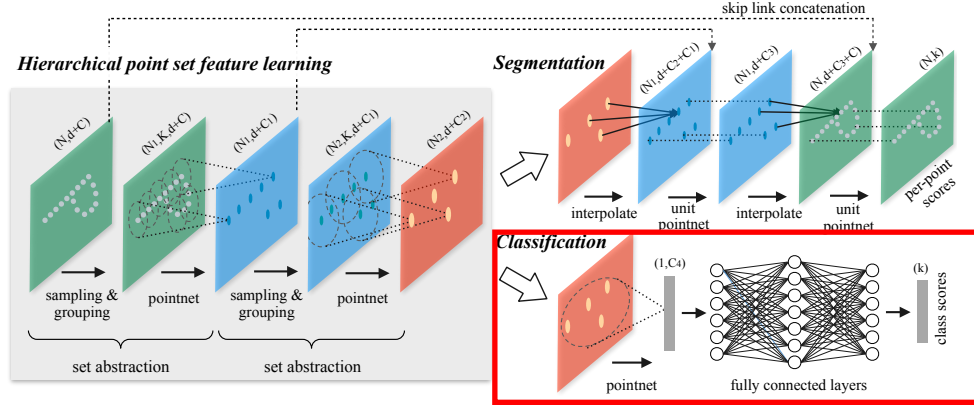 skip link concatenation
Hierarchical point set feature learning
Segmentation
(N,d+C)
(N1,K,d+C)
(N1,d+C1)
(N2,K,d+C1)
(N2,d+C2)
(N1,d+C2+C1)
(N1,d+C3)
(N,d+C3+C)
(N,k)
per-point
scores
interpolate
unit
pointnet
interpolate
unit
pointnet
sampling &
grouping
pointnet
sampling &
grouping
pointnet
set abstraction
set abstraction
Classification
(1,C4)
(k)
class scores
pointnet
fully connected layers